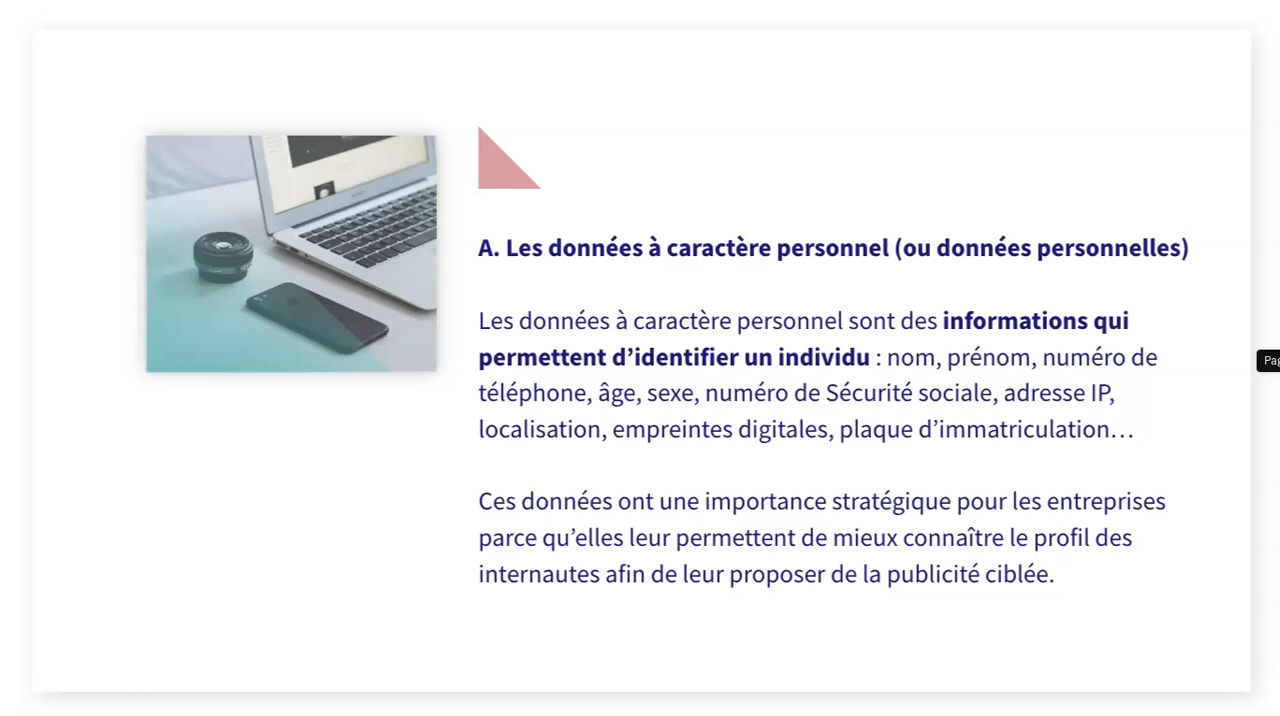 A. Les données à caractère personnel (ou données personnelles)
Les données à caractère personnel sont des informations qui
permettent d’identifier un individu : nom, prénom, numéro de
téléphone, âge, sexe, numéro de Sécurité sociale, adresse IP,
localisation, empreintes digitales, plaque d’immatriculation…
Ces données ont une importance stratégique pour les entreprises
parce qu’elles leur permettent de mieux connaître le profil des
internautes afin de leur proposer de la publicité ciblée.
Pag